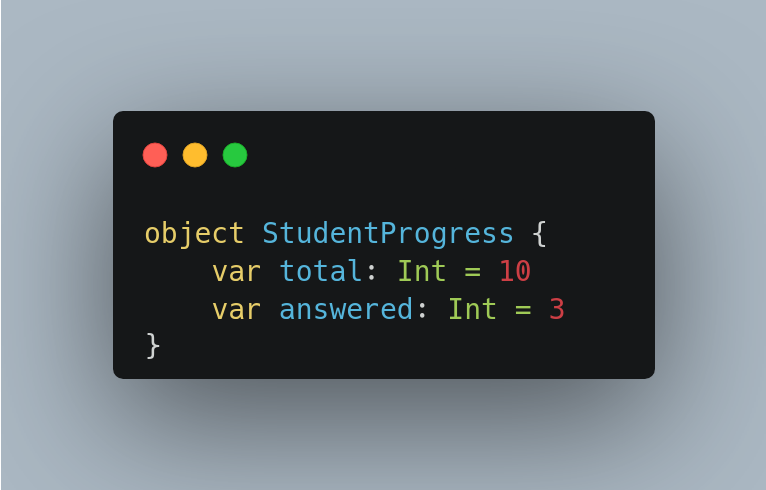 object StudentProgress {
    var total: Int = 10
    var answered: Int = 3
}